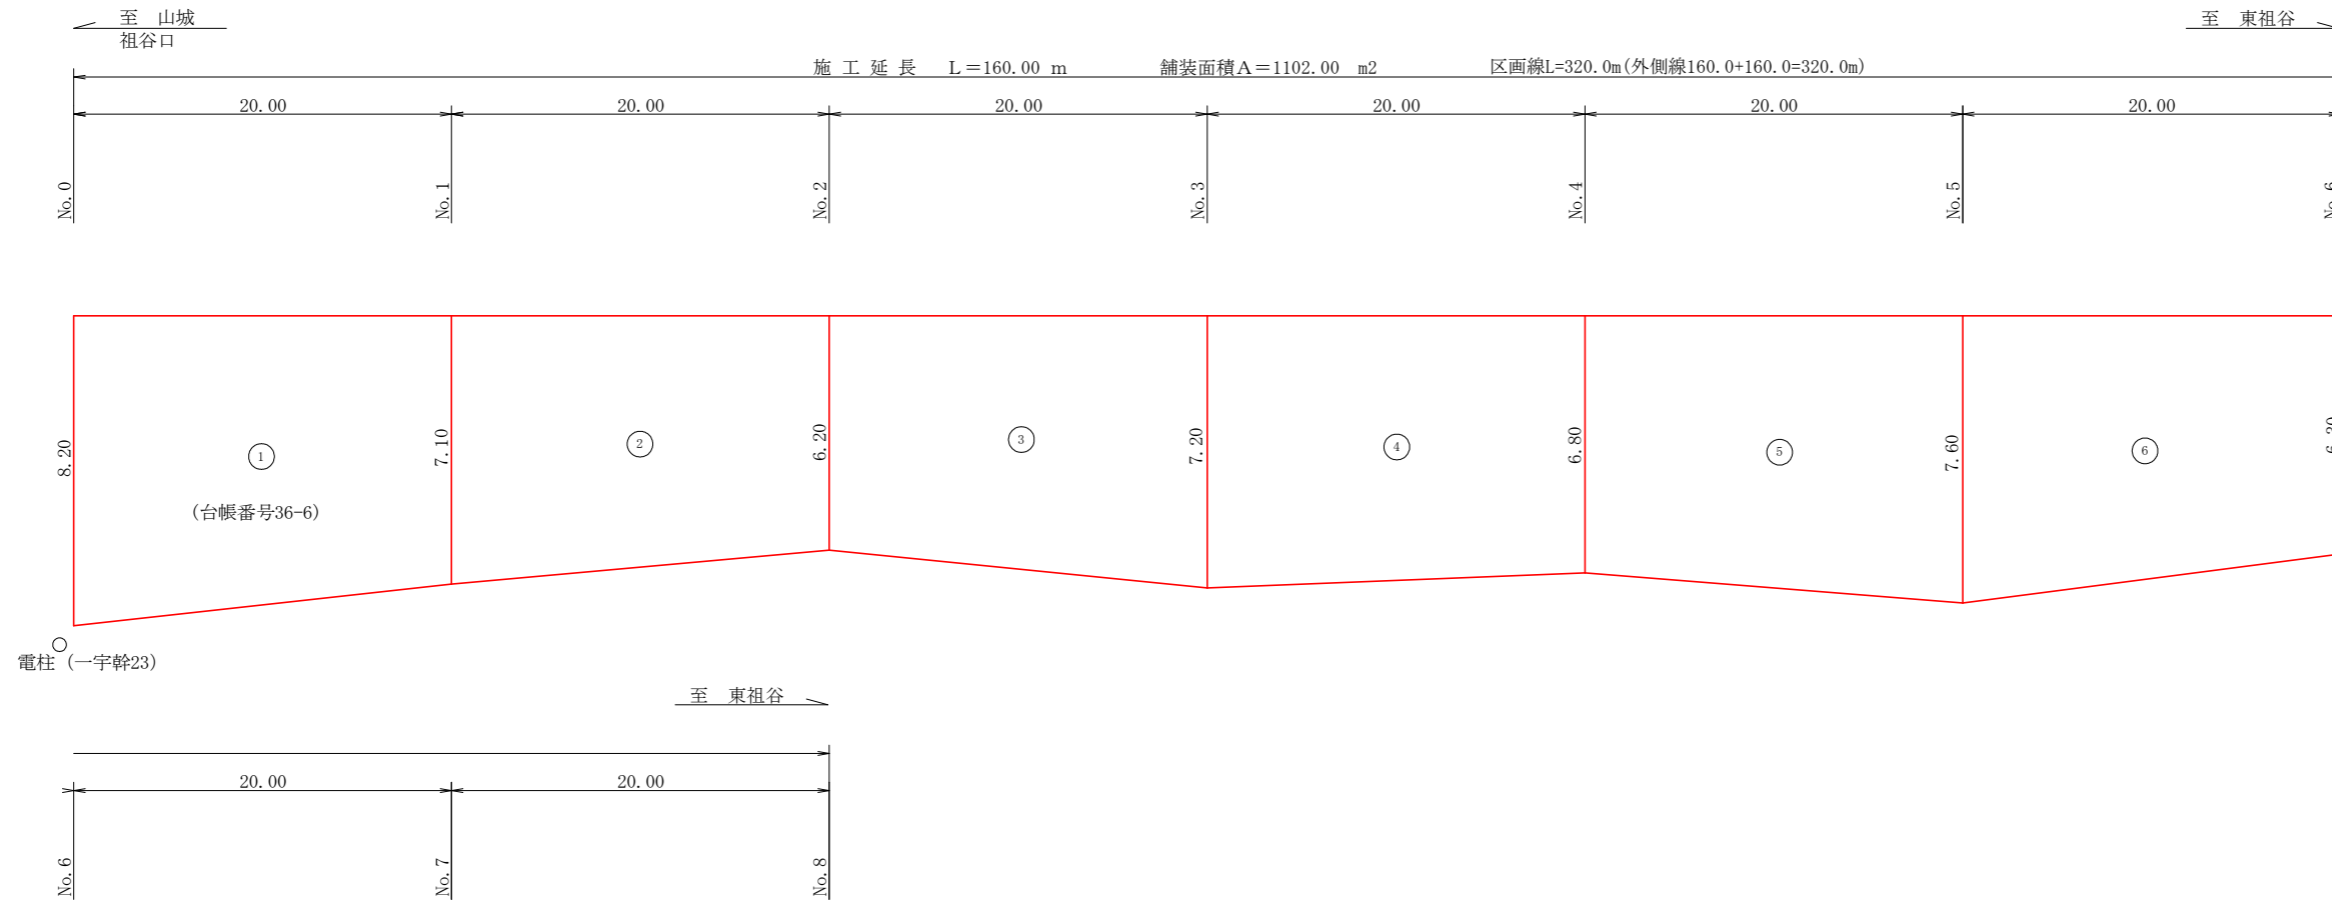 至　山城
祖谷口
至　東祖谷
施 工 延 長　L＝160.00 m　舗装面積A＝1102.00 m2　区画線L=320.0m(外側線160.0+160.0=320.0m)
20.00 20.00 20.00 20.00 20.00 20.00
No.0 No.1 No.2 No.3 No.4 No.5
8.20 7.10 6.20 7.20 6.80 7.60
① ② ③ ④ ⑤ ⑥
(台帳番号36-6)
電柱 (一宇幹23)
至　東祖谷
20.00 20.00
No.6 No.7 No.8